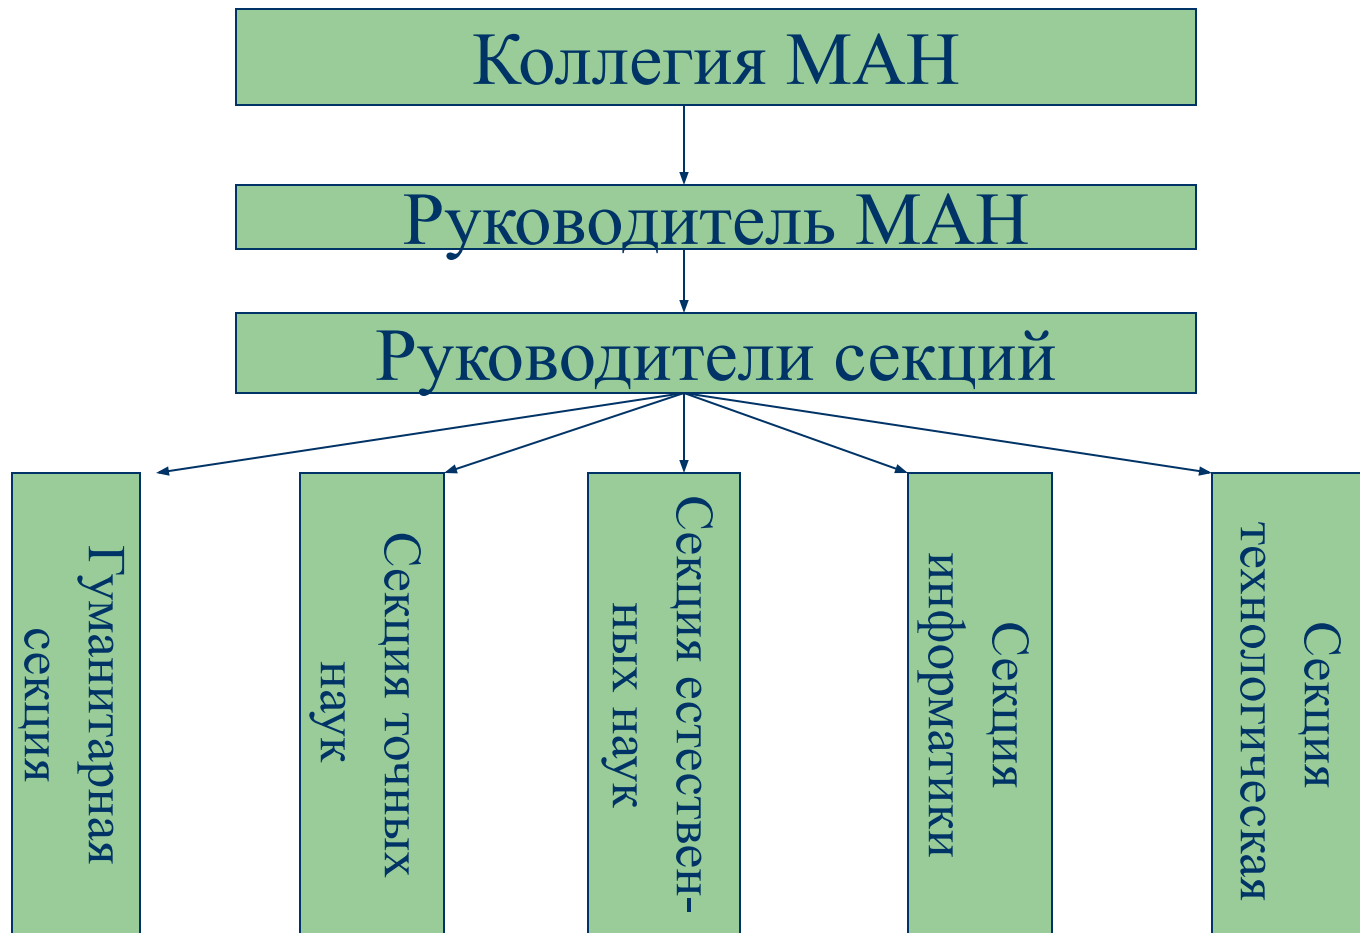 Коллегия МАН
Руководитель МАН
Руководители секций
Гуманитарная
секция
Секция точных
наук
Секция естествен-
ных наук
Секция
информатики
Секция
технологическая